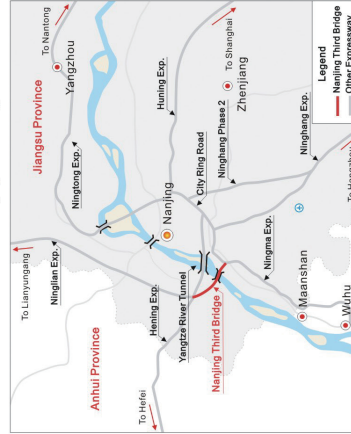 To Nantong
Yangzhou
Jiangsu Province
Ningtong Exp.
To Lianyungang
Ninglian Exp.
Anhui Province
To Hefei
Hening Exp.
Yangtze River Tunnel
Nanjing Third Bridge
Nanjing
Huning Exp.
To Shanghai
Zhenjiang
City Ring Road
Ninghang Phase 2
Ninghang Exp.
Ningma Exp.
Maanshan
Wuhu
Legend
Nanjing Third Bridge
Other Expressway